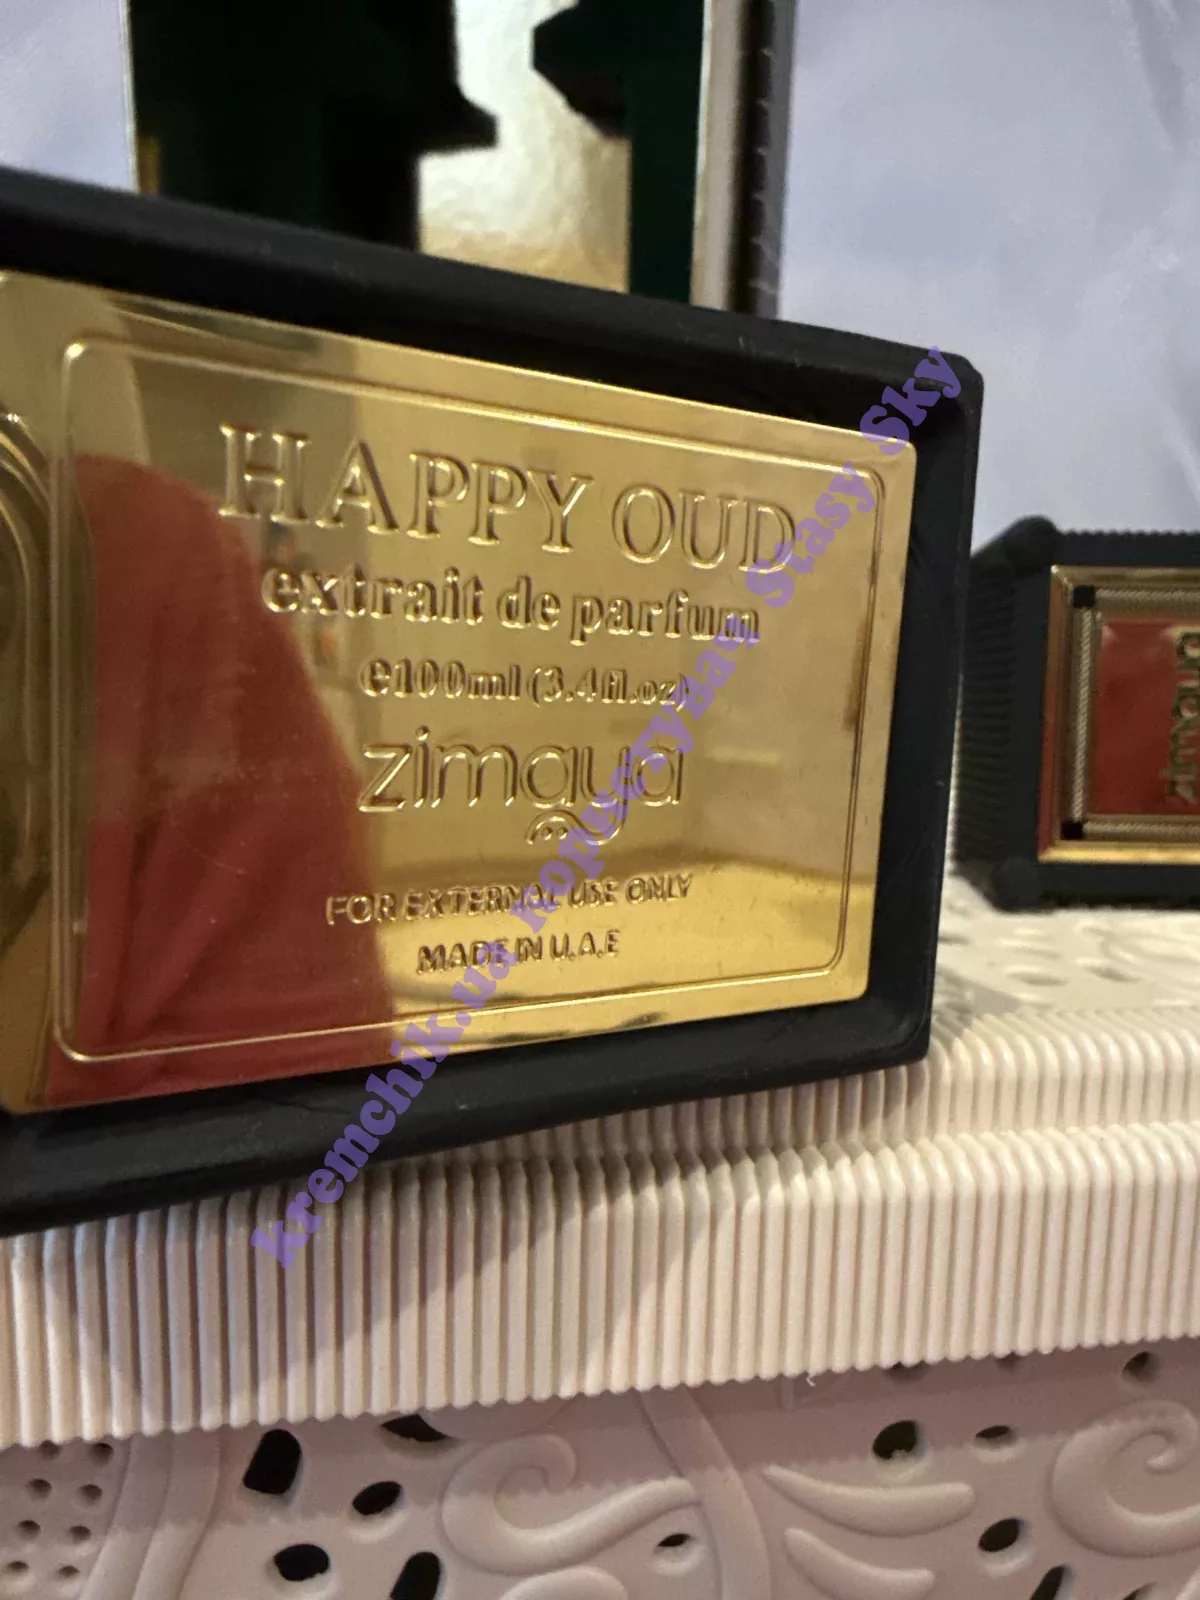 HAPPY OUD
extrait de parfum
e100ml (3.4fl.oz)
zimaya
FOR EXTERNAL USE ONLY
MADE IN U.A.E
kremchik.ua користувач Stasy Sky